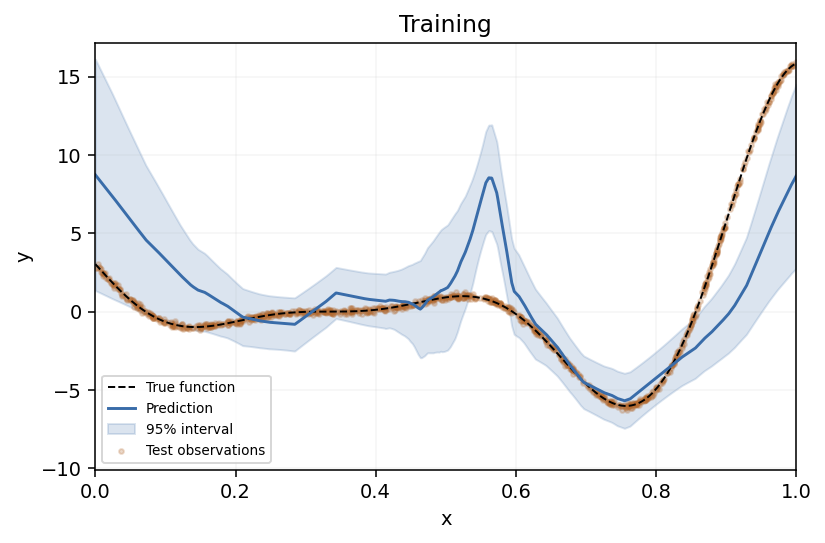 Training
15
10
5
0
−5
−10
y
True function
Prediction
95% interval
Test observations
0.0 0.2 0.4 0.6 0.8 1.0
x